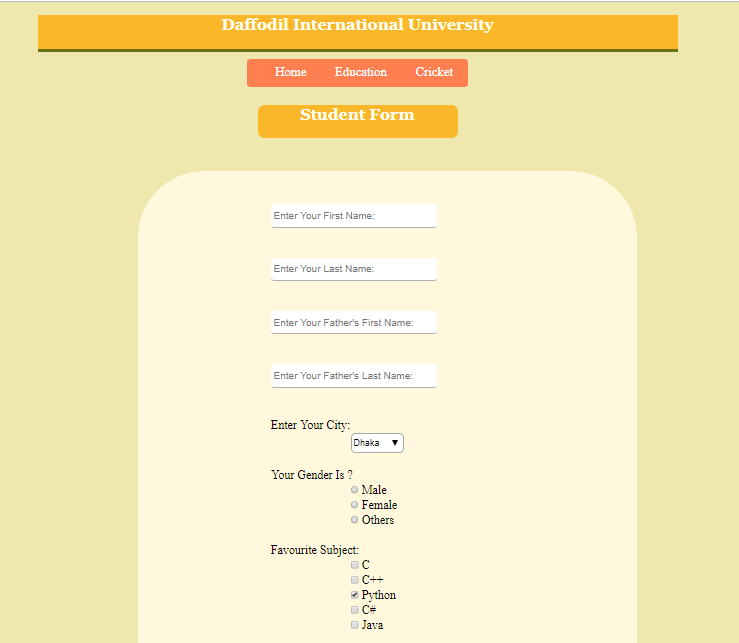 Daffodil International University
Home Education Cricket
Student Form
Enter Your First Name:
Enter Your Last Name:
Enter Your Father's First Name:
Enter Your Father's Last Name:
Enter Your City:
Dhaka
Your Gender Is ?
Male
Female
Others
Favourite Subject:
C
C++
Python
C#
Java